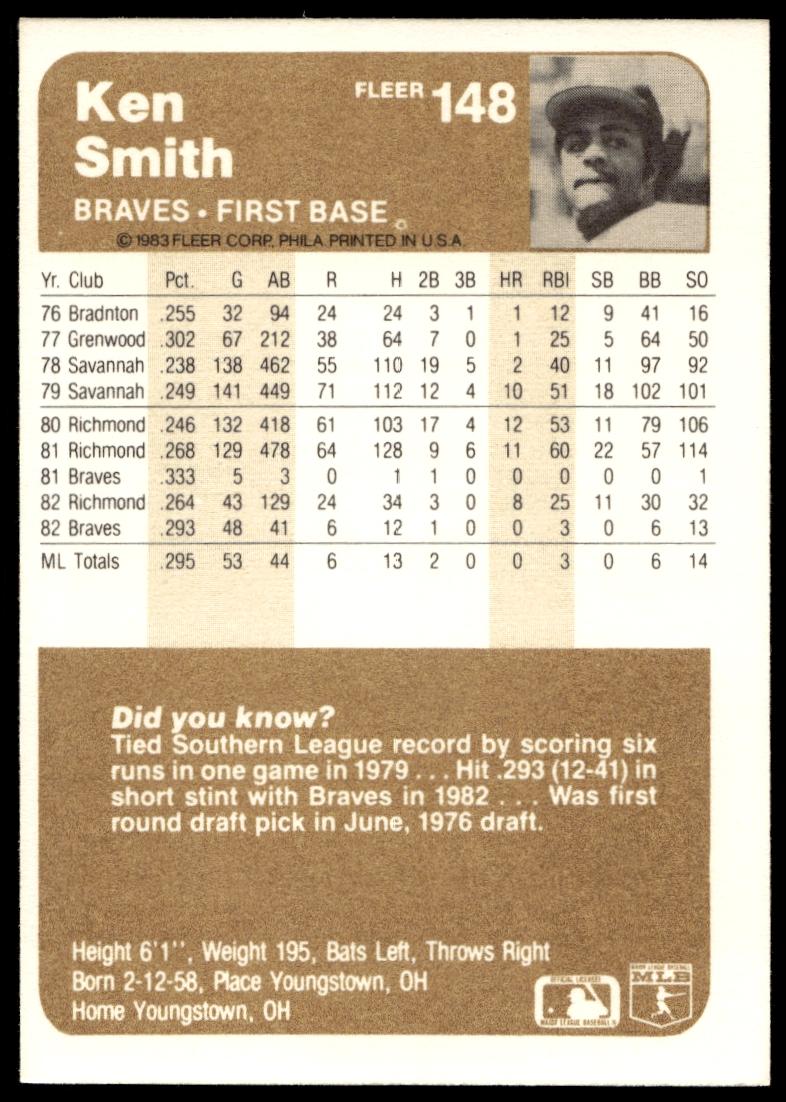 Ken
Smith
FLEER 148
BRAVES • FIRST BASE
© 1983 FLEER CORP. PHILA. PRINTED IN U.S.A.
Yr. Club Pct. G AB R H 2B 3B HR RBI SB BB SO
76 Bradnton .255 32 94 24 24 3 1 1 12 9 41 16
77 Grenwood .302 67 212 38 64 7 0 1 25 5 64 50
78 Savannah .238 138 462 55 110 19 5 2 40 11 97 92
79 Savannah .249 141 449 71 112 12 4 10 51 18 102 101
80 Richmond .246 132 418 61 103 17 4 12 53 11 79 106
81 Richmond .268 129 478 64 128 9 6 11 60 22 57 114
81 Braves .333 5 3 0 1 1 0 0 0 0 0 1
82 Richmond .264 43 129 24 34 3 0 8 25 11 30 32
82 Braves .293 48 41 6 12 1 0 0 3 0 6 13
ML Totals .295 53 44 6 13 2 0 0 3 0 6 14
Did you know?
Tied Southern League record by scoring six
runs in one game in 1979 . . . Hit .293 (12-41) in
short stint with Braves in 1982 . . . Was first
round draft pick in June, 1976 draft.
Height 6'1'', Weight 195, Bats Left, Throws Right
Born 2-12-58, Place Youngstown, OH
Home Youngstown, OH
OFFICIAL LICENSEE
MAJOR LEAGUE BASEBALL
MAJOR LEAGUE BASEBALL
MLB